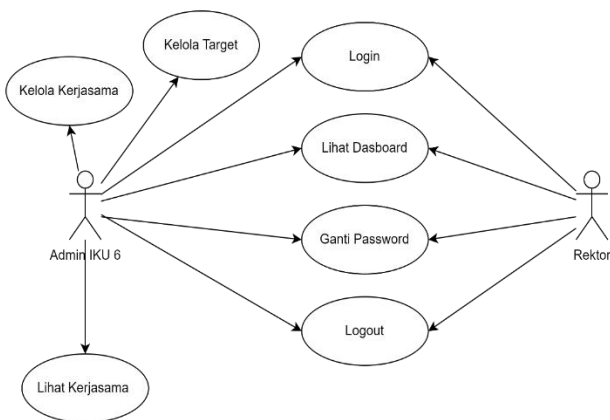 Kelola Target
Login
Kelola Kerjasama
Lihat Dasboard
Ganti Password
Admin IKU 6
Rektor
Logout
Lihat Kerjasama